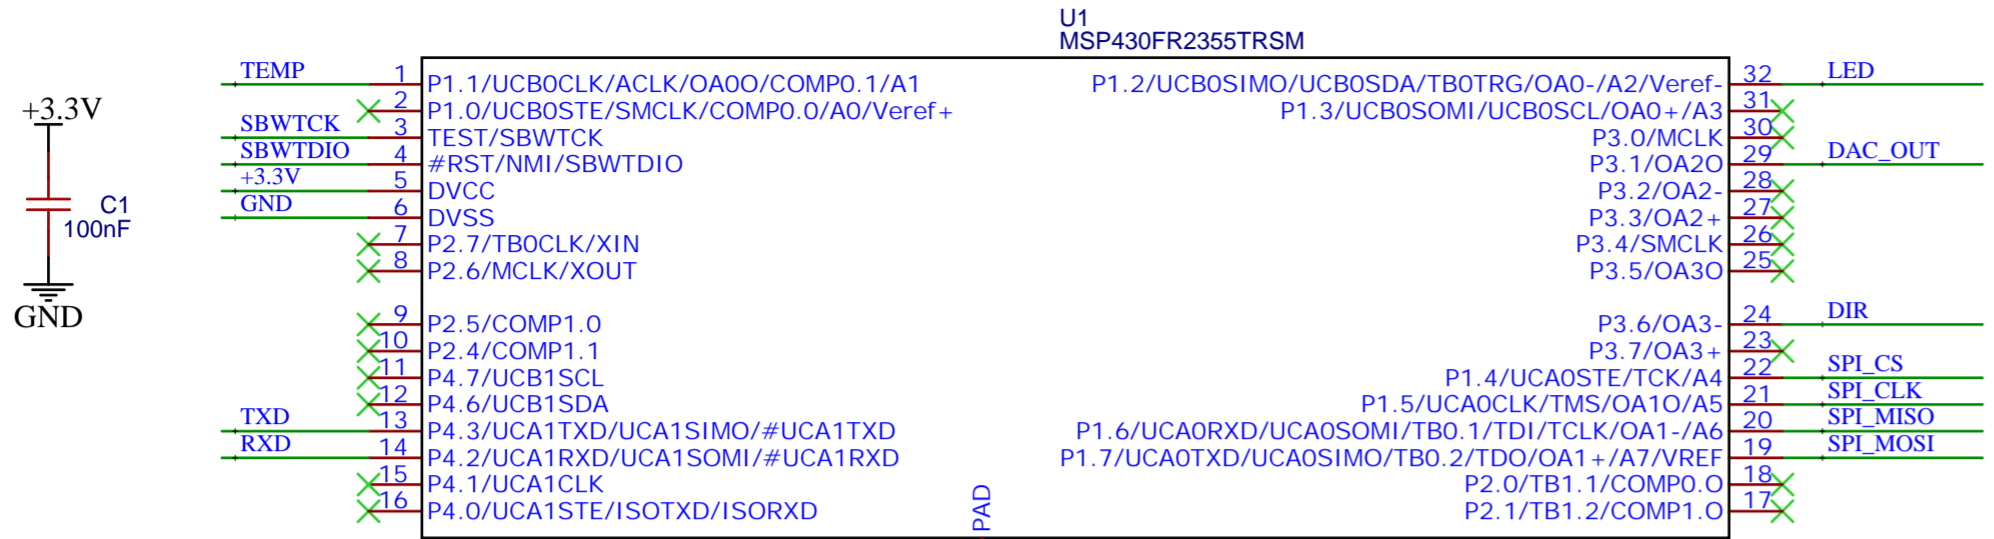 U1
MSP430FR2355TRSM
+3.3V
C1
100nF
GND
TEMP 1 P1.1/UCB0CLK/ACLK/OA0O/COMP0.1/A1
2 P1.0/UCB0STE/SMCLK/COMP0.0/A0/Veref+
SBWTCK 3 TEST/SBWTCK
SBWTDIO 4 #RST/NMI/SBWTDIO
+3.3V 5 DVCC
GND 6 DVSS
7 P2.7/TB0CLK/XIN
8 P2.6/MCLK/XOUT
9 P2.5/COMP1.0
10 P2.4/COMP1.1
11 P4.7/UCB1SCL
12 P4.6/UCB1SDA
TXD 13 P4.3/UCA1TXD/UCA1SIMO/#UCA1TXD
RXD 14 P4.2/UCA1RXD/UCA1SOMI/#UCA1RXD
15 P4.1/UCA1CLK
16 P4.0/UCA1STE/ISOTXD/ISORXD
PAD
P1.2/UCB0SIMO/UCB0SDA/TB0TRG/OA0-/A2/Veref- 32 LED
P1.3/UCB0SOMI/UCB0SCL/OA0+/A3 31
P3.0/MCLK 30
P3.1/OA2O 29 DAC_OUT
P3.2/OA2- 28
P3.3/OA2+ 27
P3.4/SMCLK 26
P3.5/OA3O 25
P3.6/OA3- 24 DIR
P3.7/OA3+ 23
P1.4/UCA0STE/TCK/A4 22 SPI_CS
P1.5/UCA0CLK/TMS/OA1O/A5 21 SPI_CLK
P1.6/UCA0RXD/UCA0SOMI/TB0.1/TDI/TCLK/OA1-/A6 20 SPI_MISO
P1.7/UCA0TXD/UCA0SIMO/TB0.2/TDO/OA1+/A7/VREF 19 SPI_MOSI
P2.0/TB1.1/COMP0.O 18
P2.1/TB1.2/COMP1.O 17